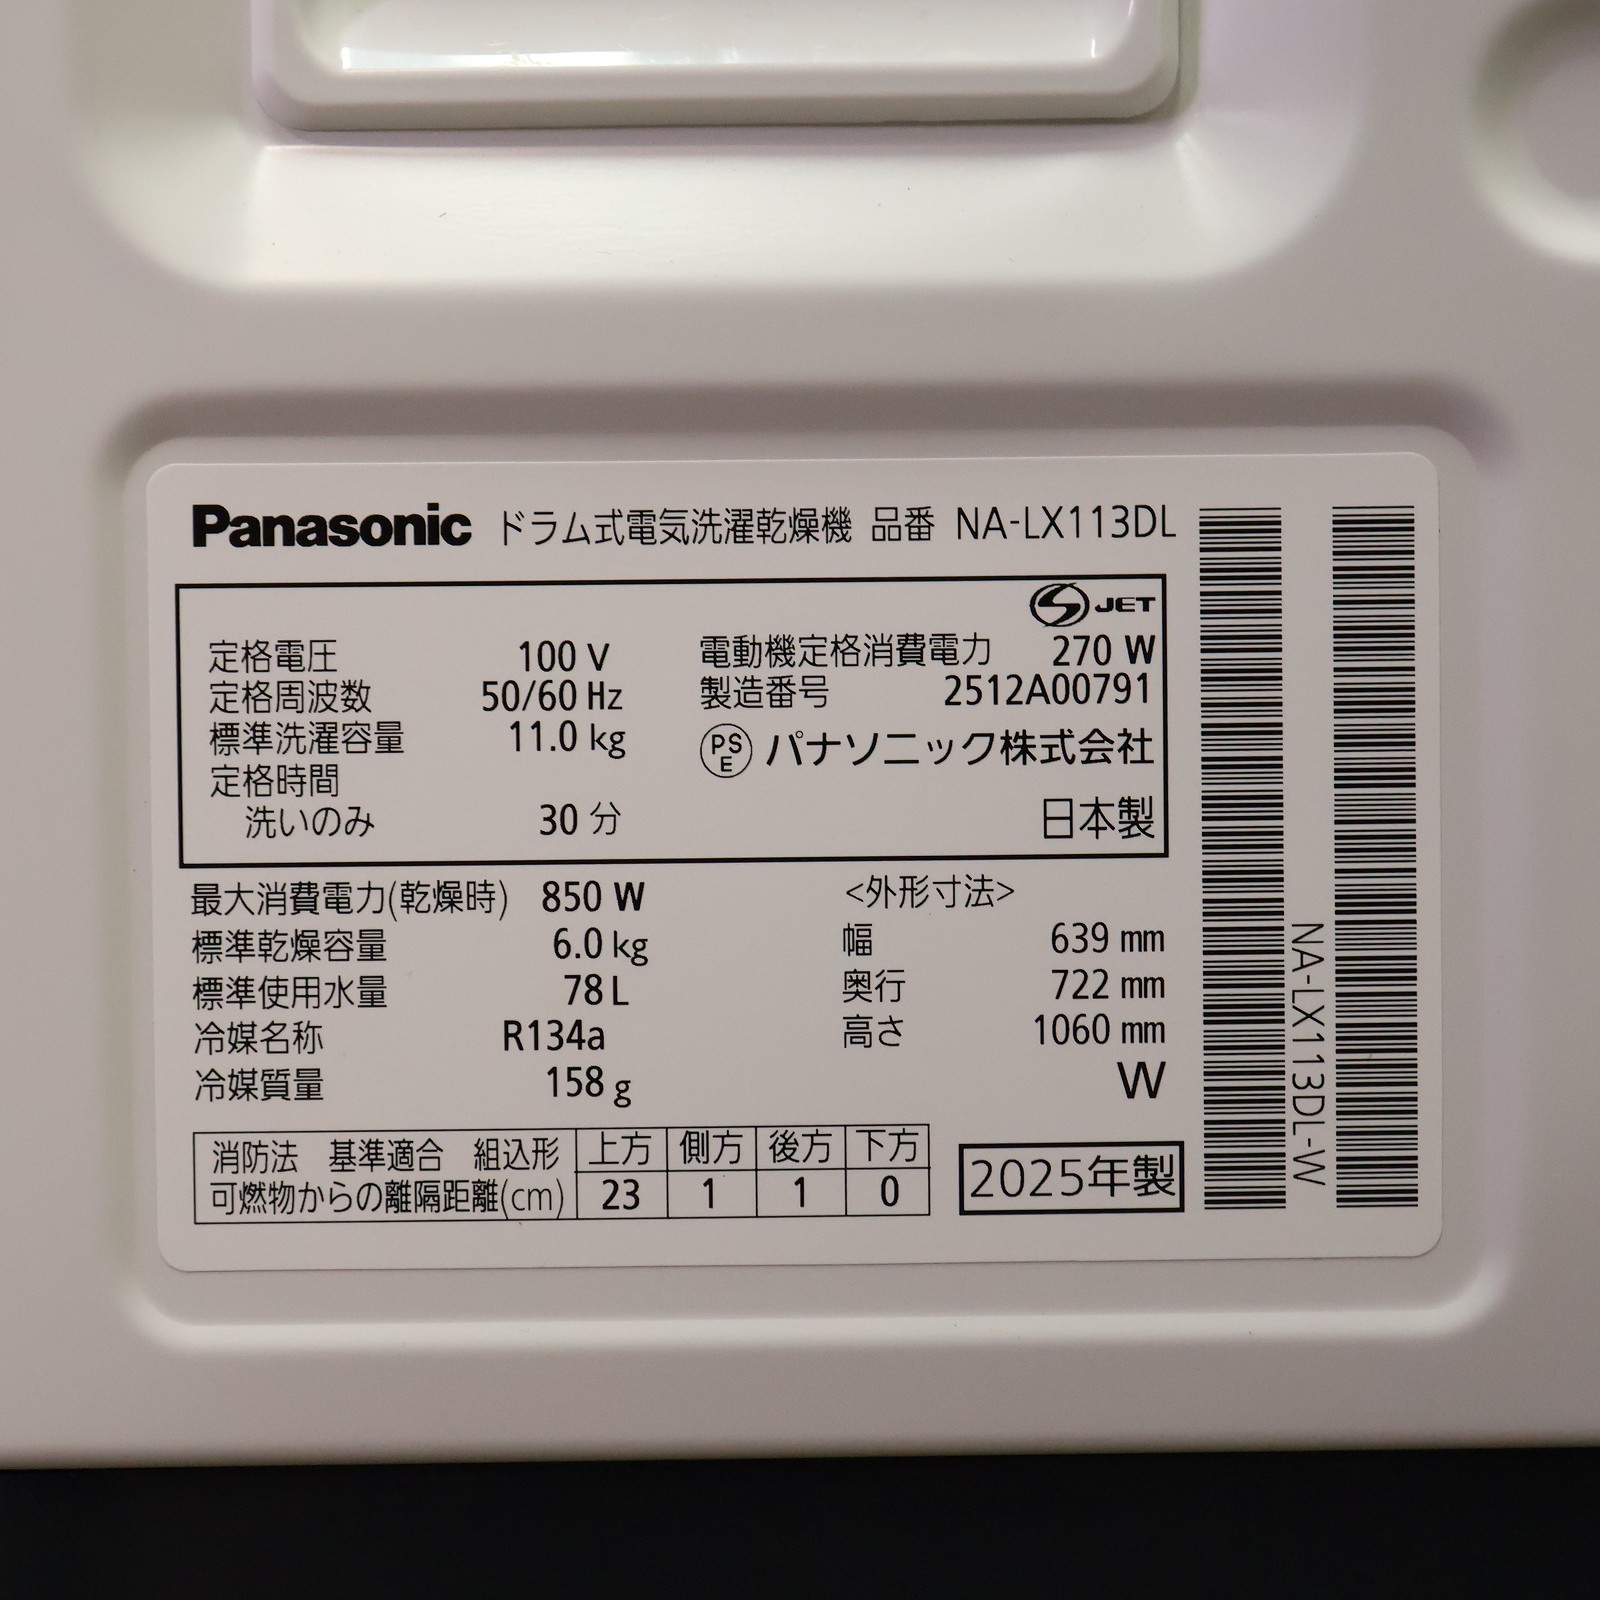 Panasonic ドラム式電気洗濯乾燥機 品番 NA-LX113DL
JET
定格電圧 100 V
定格周波数 50/60 Hz
標準洗濯容量 11.0 kg
定格時間
洗いのみ 30 分
電動機定格消費電力 270 W
製造番号 2512A00791
PSE パナソニック株式会社
日本製
最大消費電力(乾燥時) 850 W
標準乾燥容量 6.0 kg
標準使用水量 78 L
冷媒名称 R134a
冷媒質量 158 g
<外形寸法>
幅 639 mm
奥行 722 mm
高さ 1060 mm
W
消防法 基準適合 組込形 上方 側方 後方 下方
可燃物からの離隔距離(cm) 23 1 1 0
2025年製
NA-LX113DL-W